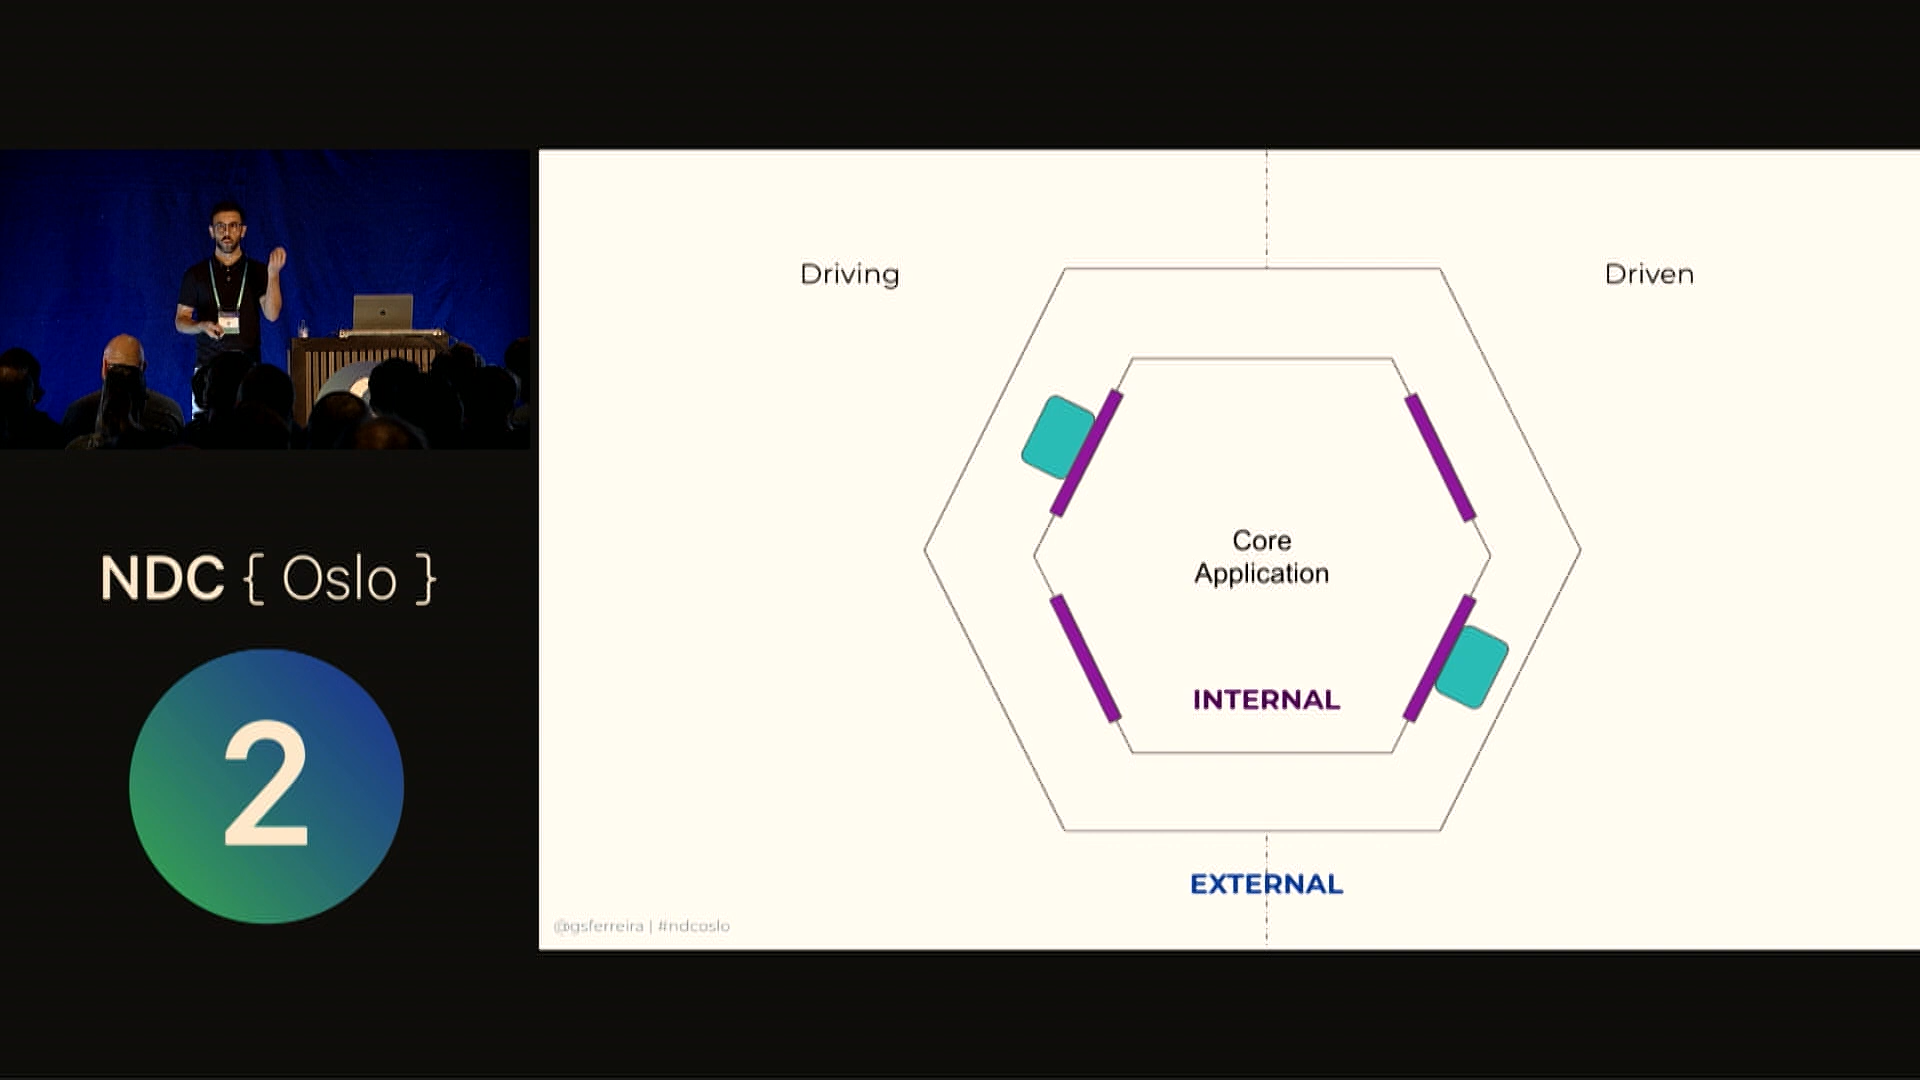 NDC { Oslo }
2
Driving
Driven
Core
Application
INTERNAL
EXTERNAL
@gsferreira | #ndcoslo